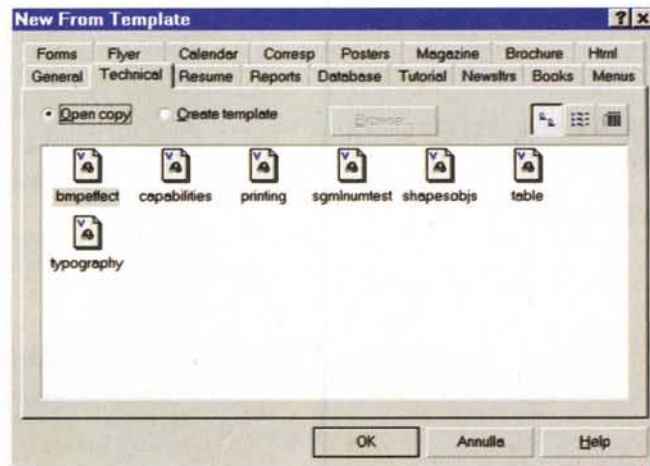 New From Template
Forms Flyer Calendar Corresp Posters Magazine Brochure Html
General Technical Resume Reports Database Tutorial Newsltrs Books Menus
Open copy Create template Browse...
bmpeffect capabilities printing sgmlnumtest shapesobjs table
typography
OK Annulla Help